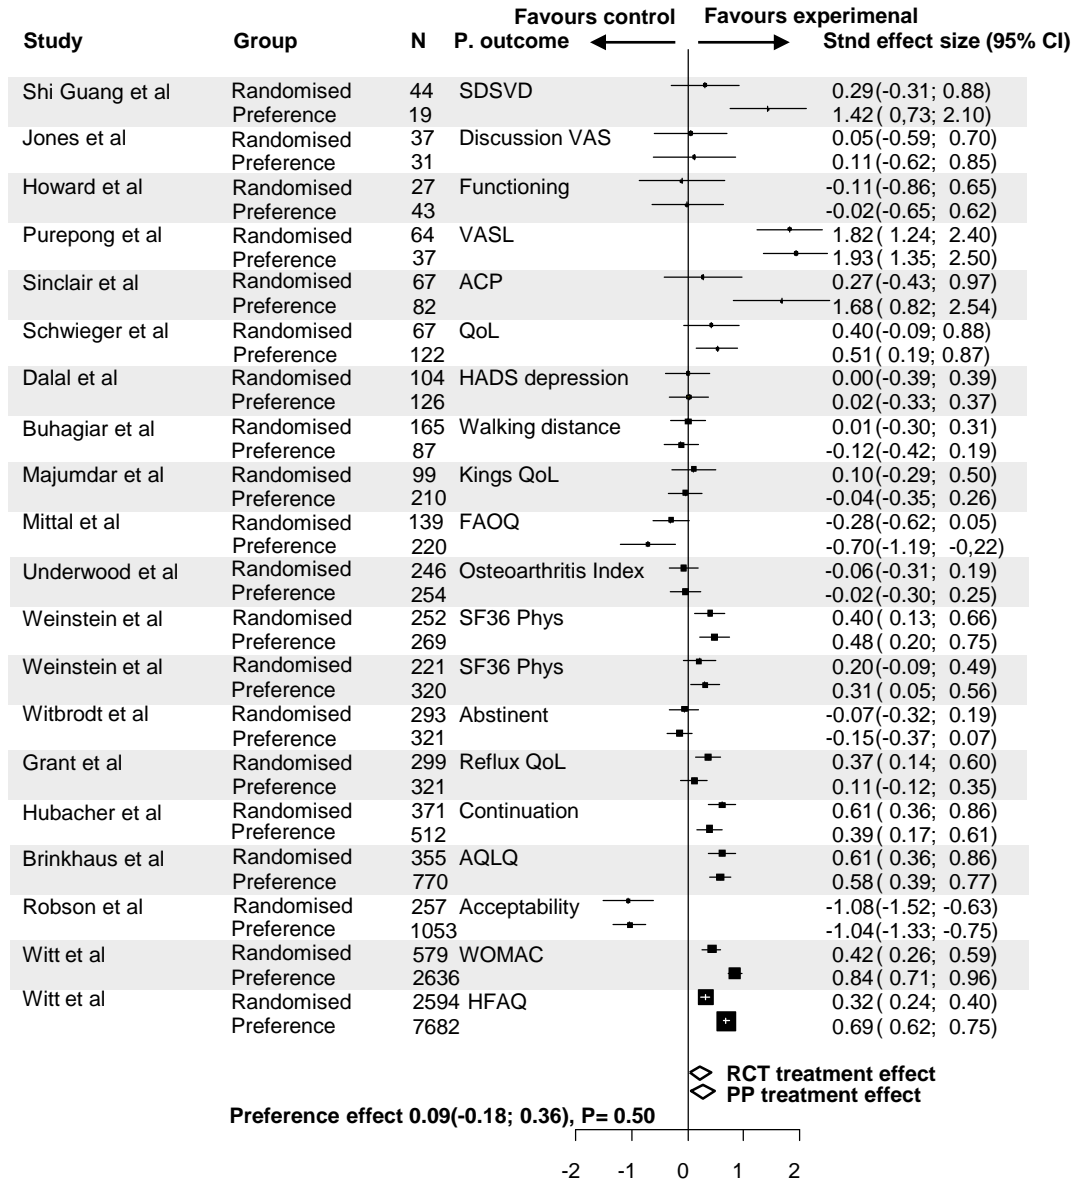 Favours control Favours experimenal
Study Group N P. outcome Stnd effect size (95% CI)
Shi Guang et al Randomised 44 SDSVD 0.29(-0.31; 0.88)
Preference 19 1.42( 0,73; 2.10)
Jones et al Randomised 37 Discussion VAS 0.05(-0.59; 0.70)
Preference 31 0.11(-0.62; 0.85)
Howard et al Randomised 27 Functioning -0.11(-0.86; 0.65)
Preference 43 -0.02(-0.65; 0.62)
Purepong et al Randomised 64 VASL 1.82( 1.24; 2.40)
Preference 37 1.93( 1.35; 2.50)
Sinclair et al Randomised 67 ACP 0.27(-0.43; 0.97)
Preference 82 1.68( 0.82; 2.54)
Schwieger et al Randomised 67 QoL 0.40(-0.09; 0.88)
Preference 122 0.51( 0.19; 0.87)
Dalal et al Randomised 104 HADS depression 0.00(-0.39; 0.39)
Preference 126 0.02(-0.33; 0.37)
Buhagiar et al Randomised 165 Walking distance 0.01(-0.30; 0.31)
Preference 87 -0.12(-0.42; 0.19)
Majumdar et al Randomised 99 Kings QoL 0.10(-0.29; 0.50)
Preference 210 -0.04(-0.35; 0.26)
Mittal et al Randomised 139 FAOQ -0.28(-0.62; 0.05)
Preference 220 -0.70(-1.19; -0,22)
Underwood et al Randomised 246 Osteoarthritis Index -0.06(-0.31; 0.19)
Preference 254 -0.02(-0.30; 0.25)
Weinstein et al Randomised 252 SF36 Phys 0.40( 0.13; 0.66)
Preference 269 0.48( 0.20; 0.75)
Weinstein et al Randomised 221 SF36 Phys 0.20(-0.09; 0.49)
Preference 320 0.31( 0.05; 0.56)
Witbrodt et al Randomised 293 Abstinent -0.07(-0.32; 0.19)
Preference 321 -0.15(-0.37; 0.07)
Grant et al Randomised 299 Reflux QoL 0.37( 0.14; 0.60)
Preference 321 0.11(-0.12; 0.35)
Hubacher et al Randomised 371 Continuation 0.61( 0.36; 0.86)
Preference 512 0.39( 0.17; 0.61)
Brinkhaus et al Randomised 355 AQLQ 0.61( 0.36; 0.86)
Preference 770 0.58( 0.39; 0.77)
Robson et al Randomised 257 Acceptability -1.08(-1.52; -0.63)
Preference 1053 -1.04(-1.33; -0.75)
Witt et al Randomised 579 WOMAC 0.42( 0.26; 0.59)
Preference 2636 0.84( 0.71; 0.96)
Witt et al Randomised 2594 HFAQ 0.32( 0.24; 0.40)
Preference 7682 0.69( 0.62; 0.75)
RCT treatment effect
PP treatment effect
Preference effect 0.09(-0.18; 0.36), P= 0.50
-2 -1 0 1 2